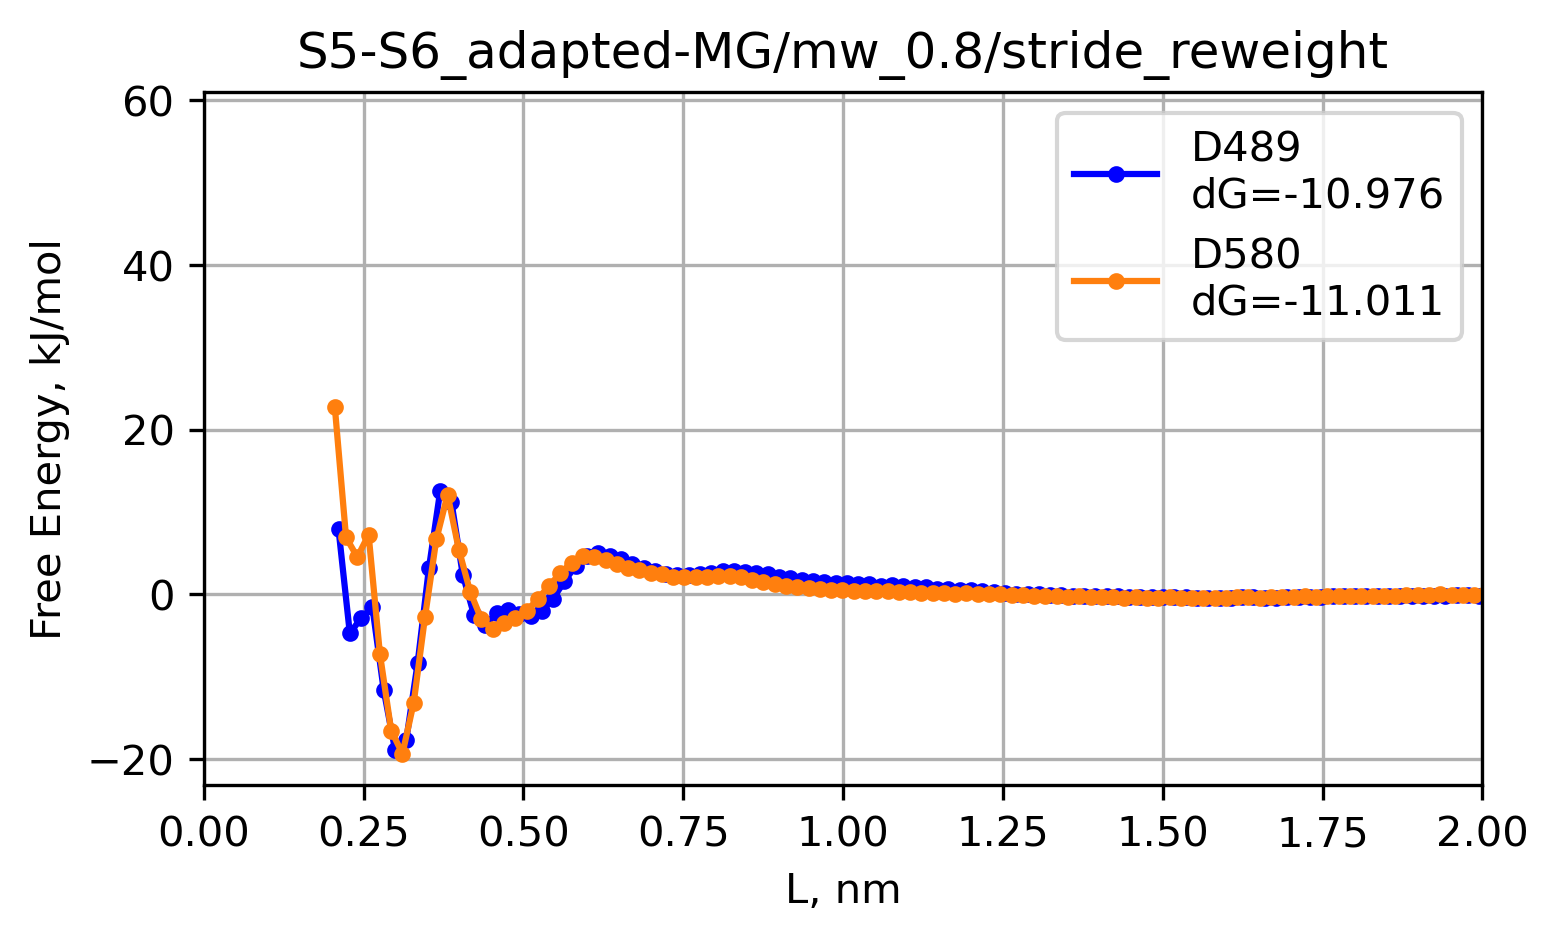 S5-S6_adapted-MG/mw_0.8/stride_reweight
Free Energy, kJ/mol
60
40
20
0
−20
D489
dG=-10.976
D580
dG=-11.011
0.00 0.25 0.50 0.75 1.00 1.25 1.50 1.75 2.00
L, nm